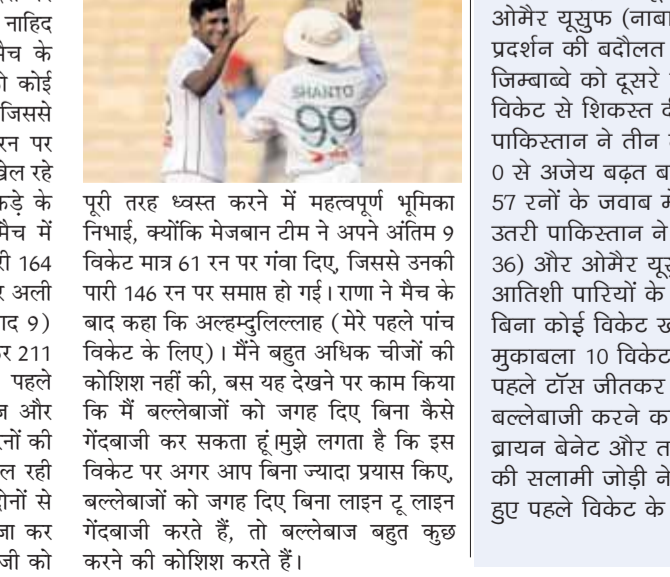 नाहिद
मैच के
कोई
जिससे
रन पर
खेल रहे
के
मैच में
164
अली
9)
211
पहले
और
की
रही
से
कर
को
SHANTO
99
पूरी तरह ध्वस्त करने में महत्वपूर्ण भूमिका
निभाई, क्योंकि मेजबान टीम ने अपने अंतिम 9
विकेट मात्र 61 रन पर गंवा दिए, जिससे उनकी
पारी 146 रन पर समाप्त हो गई। राणा ने मैच के
बाद कहा कि अल्हम्दुलिल्लाह (मेरे पहले पांच
विकेट के लिए)। मैंने बहुत अधिक चीजों की
कोशिश नहीं की, बस यह देखने पर काम किया
कि मैं बल्लेबाजों को जगह दिए बिना कैसे
गेंदबाजी कर सकता हूं।मुझे लगता है कि इस
विकेट पर अगर आप बिना ज्यादा प्रयास किए,
बल्लेबाजों को जगह दिए बिना लाइन टू लाइन
गेंदबाजी करते हैं, तो बल्लेबाज बहुत कुछ
करने की कोशिश करते हैं।
ओमैर यूसुफ
प्रदर्शन की बदौलत
जिम्बाब्वे को दूसरे
विकेट से शिकस्त
पाकिस्तान ने तीन
0 से अजेय बढ़त
57 रनों के जवाब
उतरी पाकिस्तान ने
36) और ओमैर
आतिशी पारियों के
बिना कोई विकेट
मुकाबला 10 विकेट
पहले टॉस जीतकर
बल्लेबाजी करने
ब्रायन बेनेट और
की सलामी जोड़ी ने
हुए पहले विकेट के